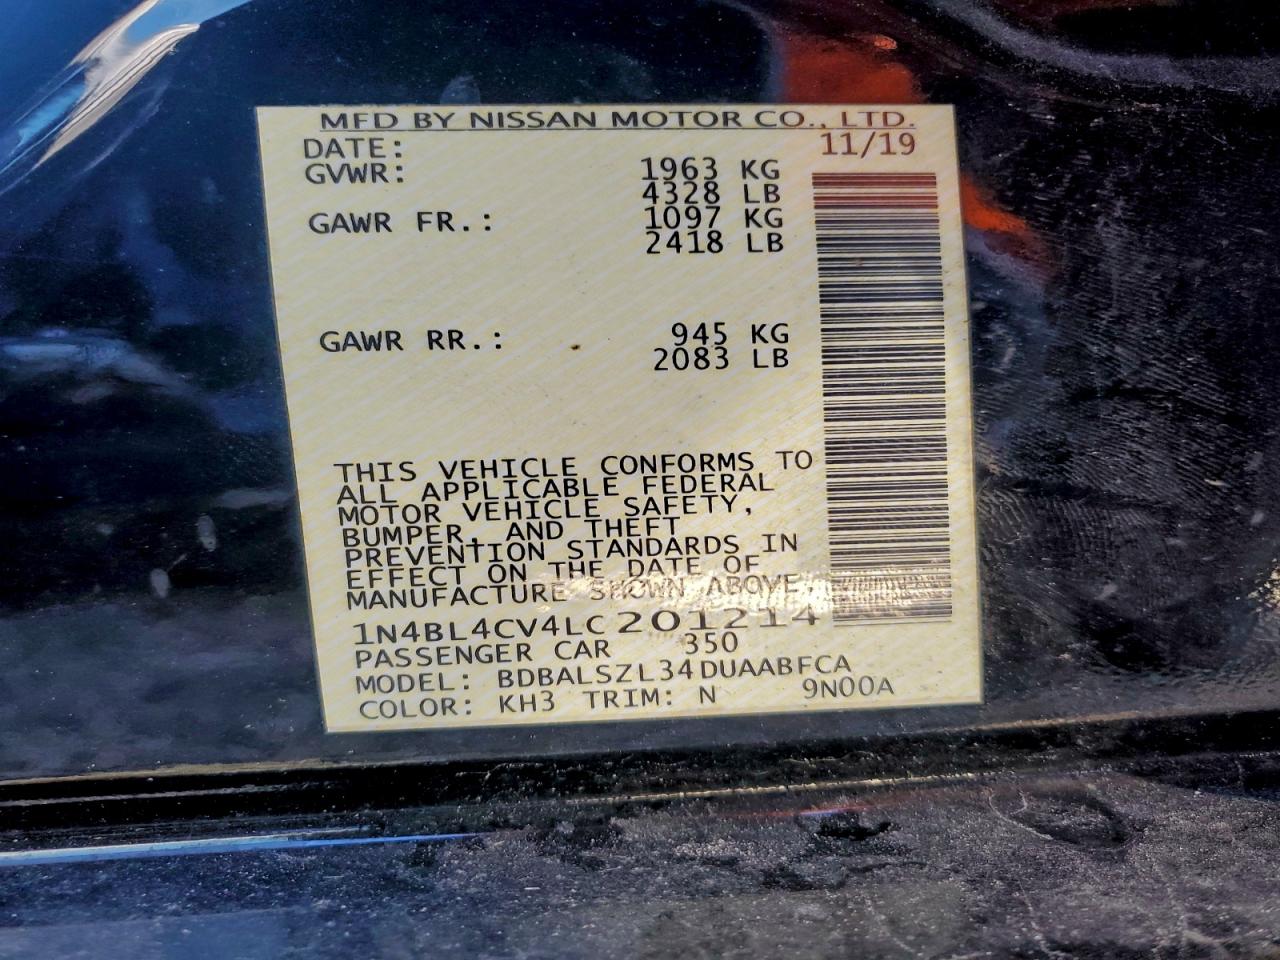 MFD BY NISSAN MOTOR CO., LTD.
DATE: 11/19
GVWR: 1963 KG
4328 LB
GAWR FR.: 1097 KG
2418 LB
GAWR RR.: 945 KG
2083 LB
THIS VEHICLE CONFORMS TO
ALL APPLICABLE FEDERAL
MOTOR VEHICLE SAFETY,
BUMPER, AND THEFT
PREVENTION STANDARDS IN
EFFECT ON THE DATE OF
MANUFACTURE SHOWN ABOVE.
1N4BL4CV4LC201214
PASSENGER CAR 350
MODEL: BDBALSZL34DUAABFCA
COLOR: KH3 TRIM: N 9N00A